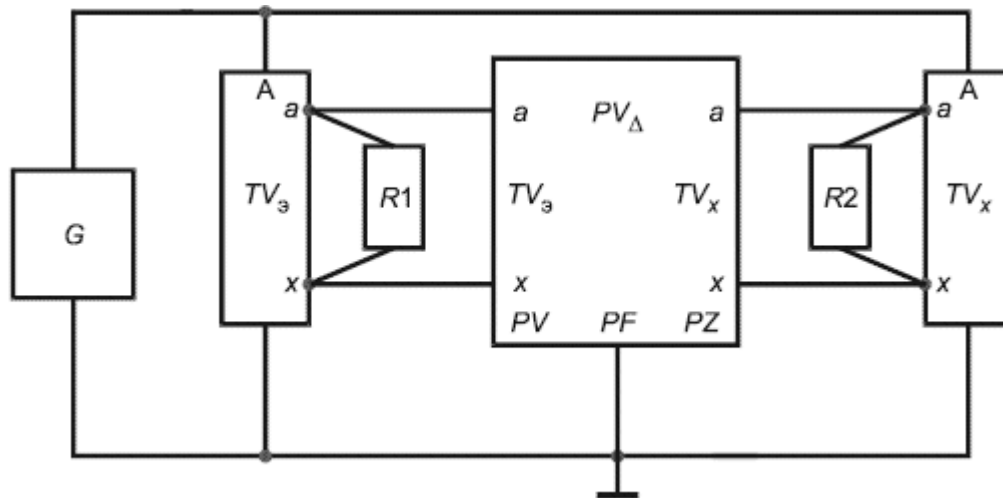 A A
a a PV_Δ a a
G TV_э R1 TV_э TV_x R2 TV_x
x x x x
PV PF PZ